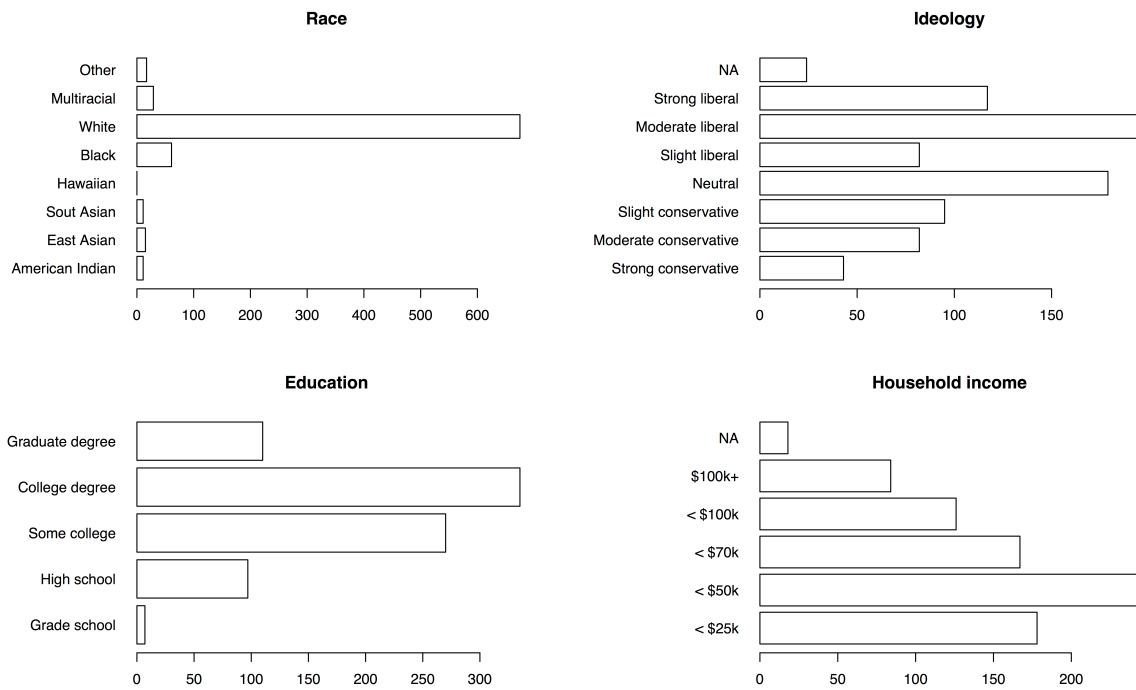 Race
Other
Multiracial
White
Black
Hawaiian
Sout Asian
East Asian
American Indian
0 100 200 300 400 500 600
Ideology
NA
Strong liberal
Moderate liberal
Slight liberal
Neutral
Slight conservative
Moderate conservative
Strong conservative
0 50 100 150
Education
Graduate degree
College degree
Some college
High school
Grade school
0 50 100 150 200 250 300
Household income
NA
$100k+
< $100k
< $70k
< $50k
< $25k
0 50 100 150 200